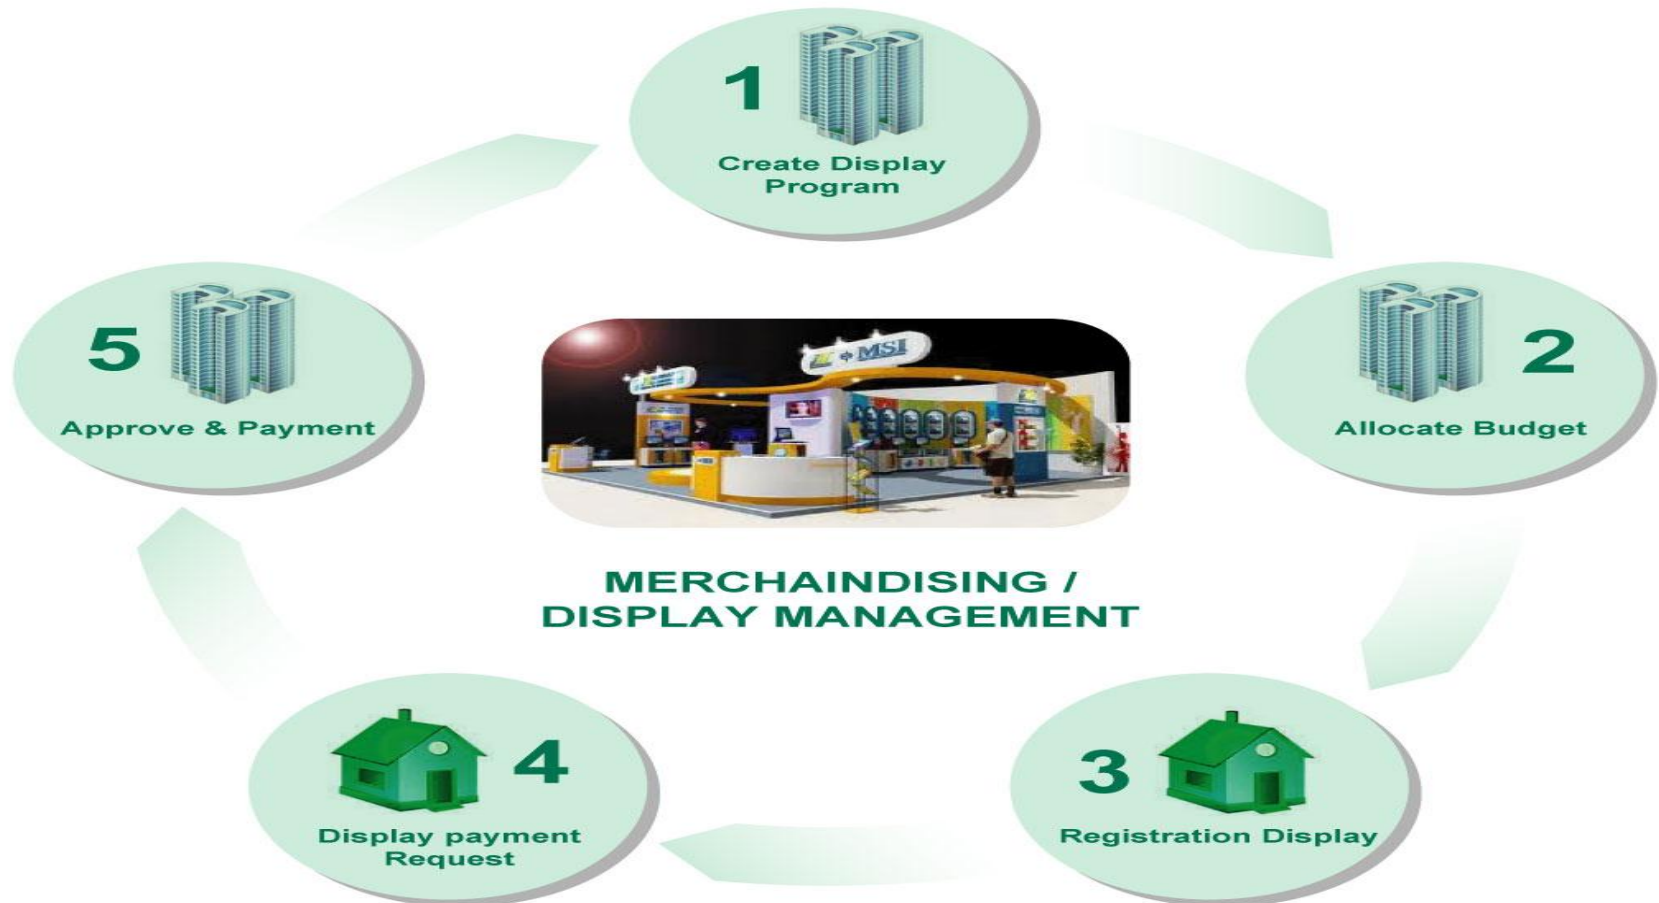 1
Create Display
Program
2
Allocate Budget
3
Registration Display
4
Display payment
Request
5
Approve & Payment
MSI
MERCHAINDISING /
DISPLAY MANAGEMENT